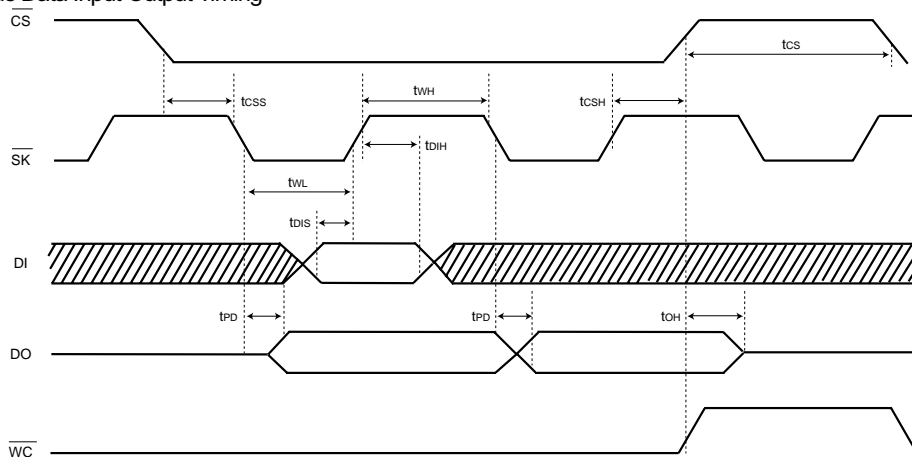 Data Input Output Timing
CS
tCS
tCSS
tWH
tCSH
SK
tDIH
tWL
tDIS
DI
tPD
tPD
tOH
DO
WC